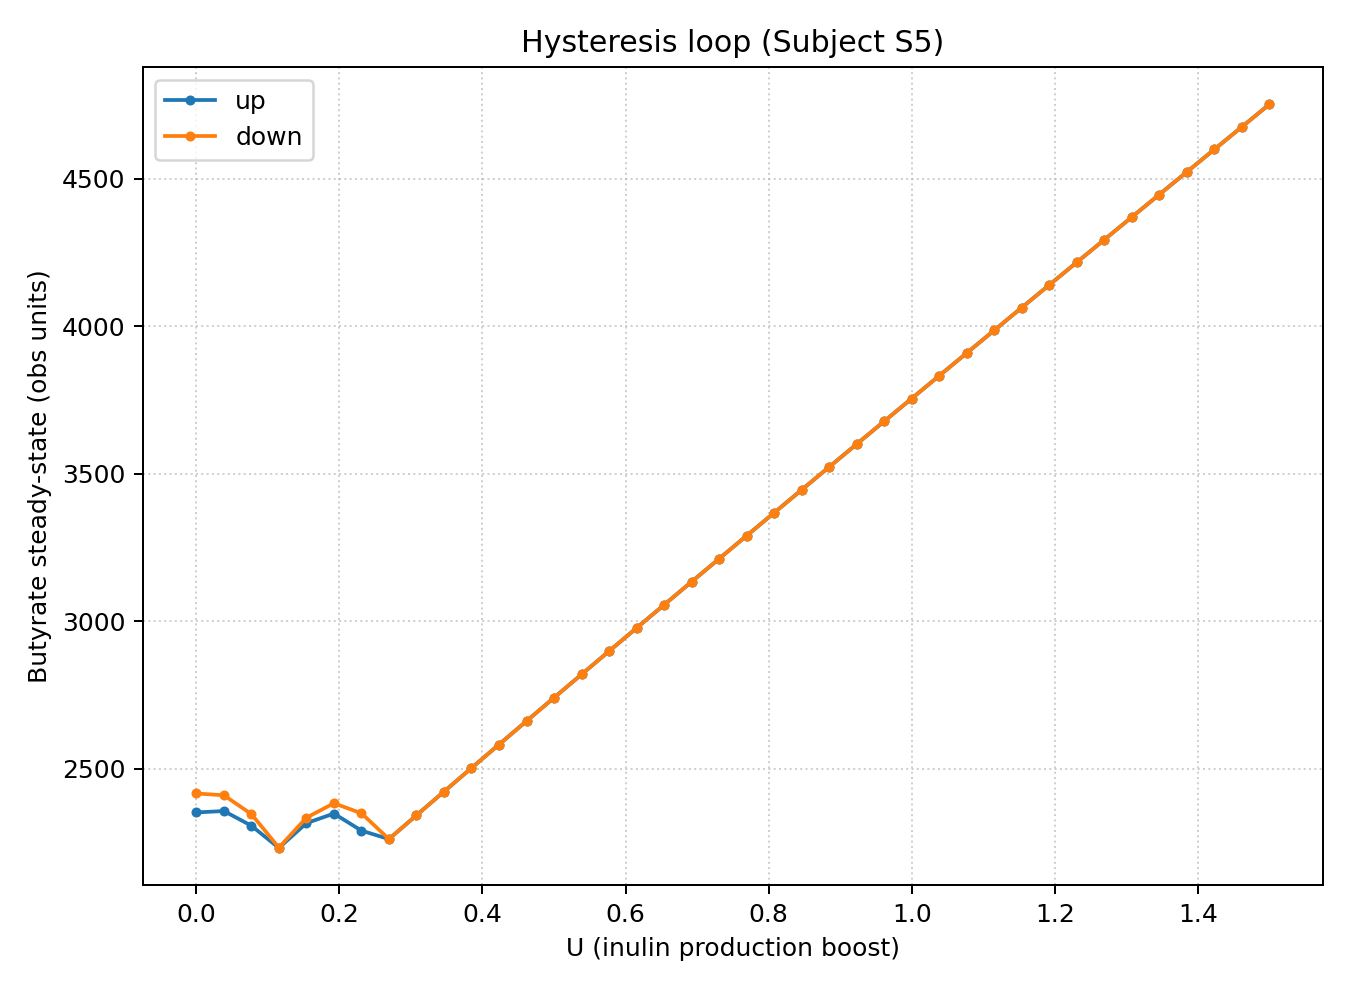 Hysteresis loop (Subject S5)
up
down
Butyrate steady-state (obs units)
4500
4000
3500
3000
2500
0.0 0.2 0.4 0.6 0.8 1.0 1.2 1.4
U (inulin production boost)